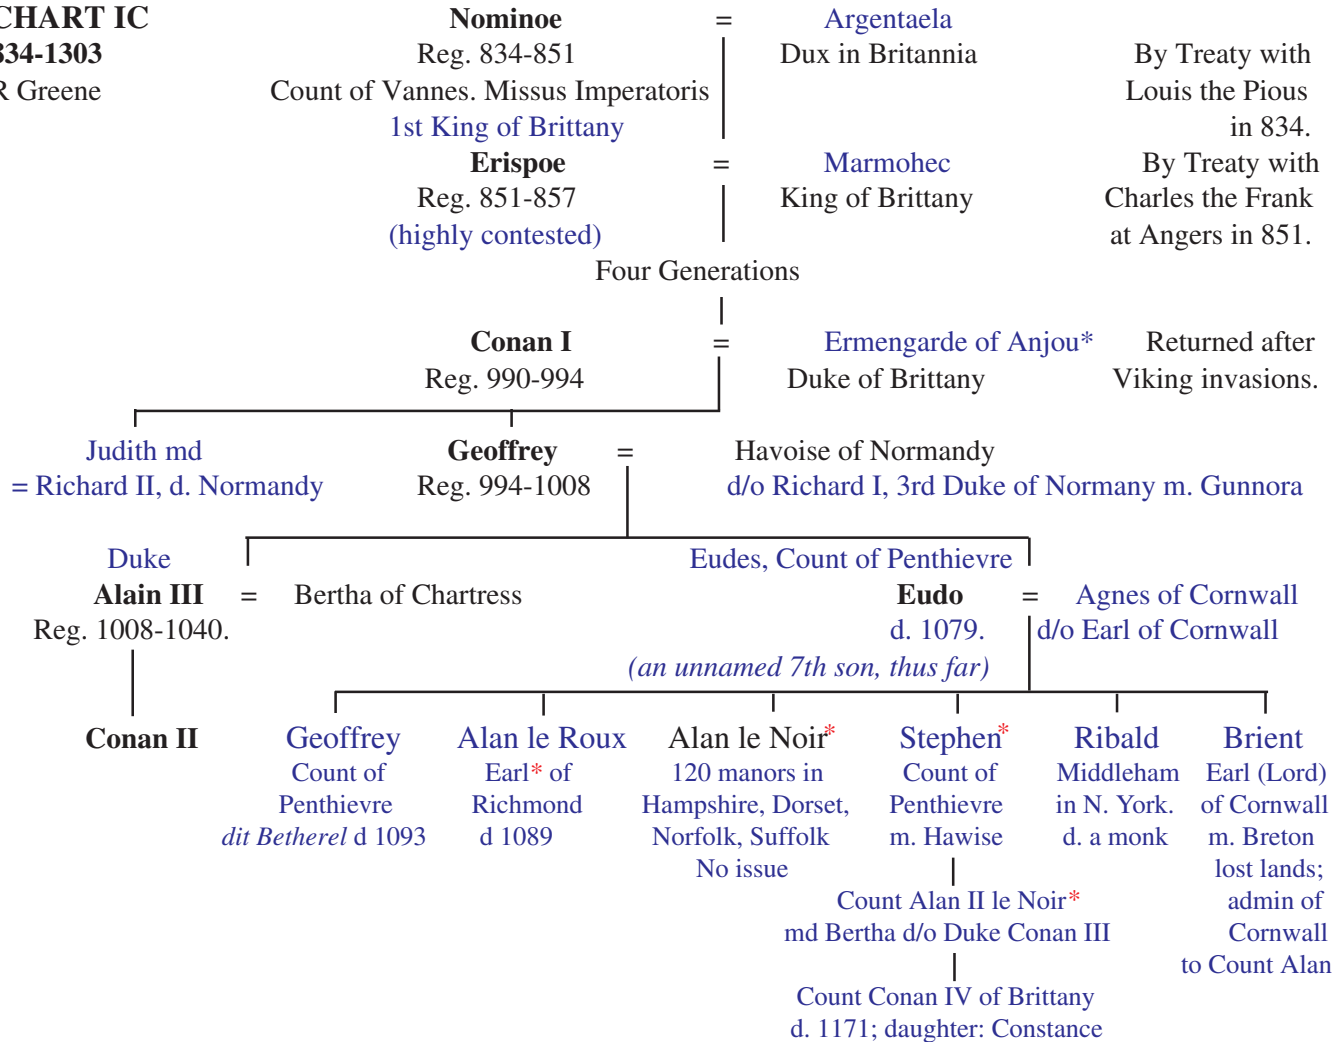 CHART IC
834-1303
R Greene
Nominoe = Argentaela
Reg. 834-851 Dux in Britannia By Treaty with
Count of Vannes. Missus Imperatoris Louis the Pious
1st King of Brittany in 834.
Erispoe = Marmohec By Treaty with
Reg. 851-857 King of Brittany Charles the Frank
(highly contested) at Angers in 851.
Four Generations
Conan I = Ermengarde of Anjou* Returned after
Reg. 990-994 Duke of Brittany Viking invasions.
Judith md Geoffrey = Havoise of Normandy
= Richard II, d. Normandy Reg. 994-1008 d/o Richard I, 3rd Duke of Normany m. Gunnora
Duke Eudes, Count of Penthievre
Alain III = Bertha of Chartress Eudo = Agnes of Cornwall
Reg. 1008-1040. d. 1079. d/o Earl of Cornwall
(an unnamed 7th son, thus far)
Conan II
Geoffrey
Count of
Penthievre
dit Betherel d 1093
Alan le Roux
Earl* of
Richmond
d 1089
Alan le Noir*
120 manors in
Hampshire, Dorset,
Norfolk, Suffolk
No issue
Stephen*
Count of
Penthievre
m. Hawise
Count Alan II le Noir*
md Bertha d/o Duke Conan III
Count Conan IV of Brittany
d. 1171; daughter: Constance
Ribald
Middleham
in N. York.
d. a monk
Brient
Earl (Lord)
of Cornwall
m. Breton
lost lands;
admin of
Cornwall
to Count Alan